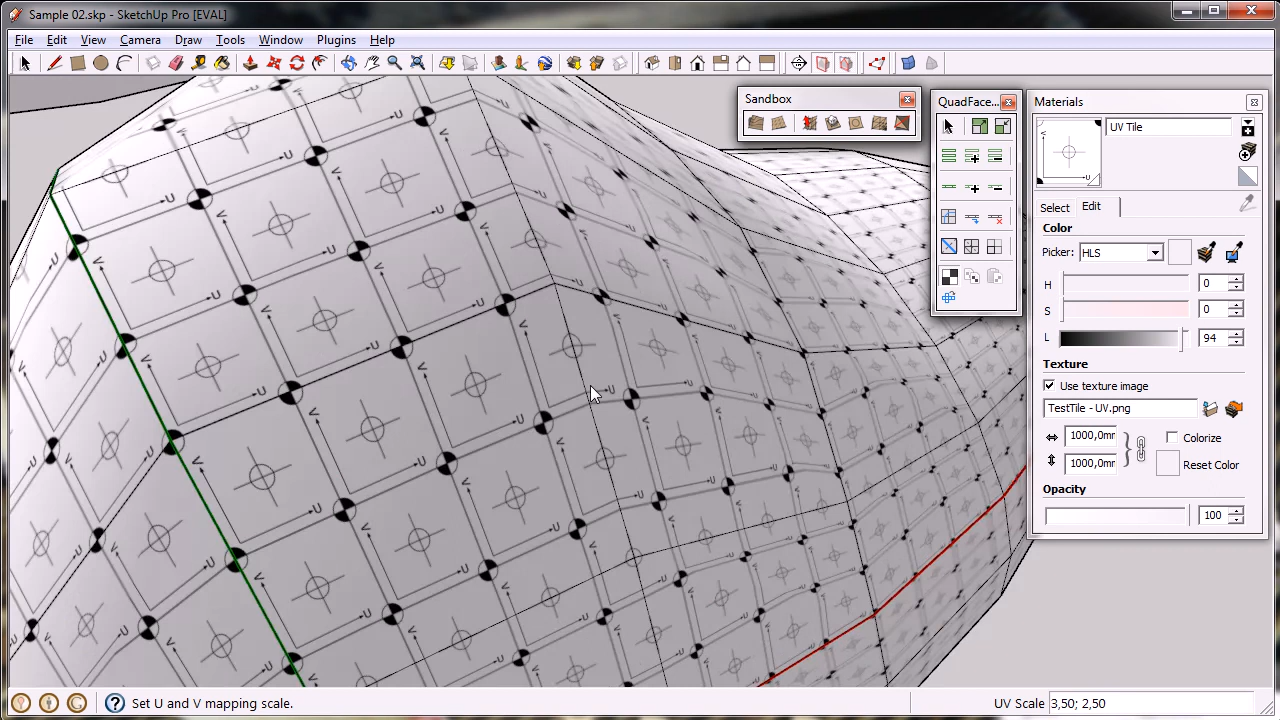 Sample 02.skp - SketchUp Pro [EVAL]
File Edit View Camera Draw Tools Window Plugins Help
Sandbox
QuadFace...
Materials
UV Tile
Select Edit
Color
Picker: HLS
H 0
S 0
L 94
Texture
Use texture image
TestTile - UV.png
1000,0mm
Colorize
1000,0mm
Reset Color
Opacity
100
Set U and V mapping scale.
UV Scale 3,50; 2,50